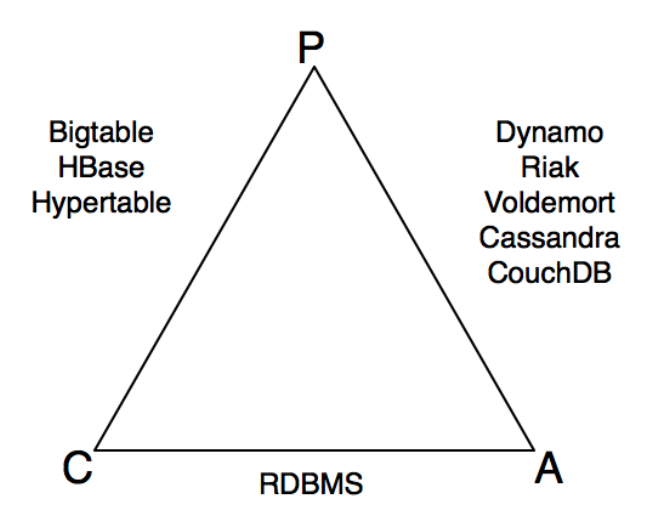 P
Bigtable
HBase
Hypertable
Dynamo
Riak
Voldemort
Cassandra
CouchDB
C
A
RDBMS